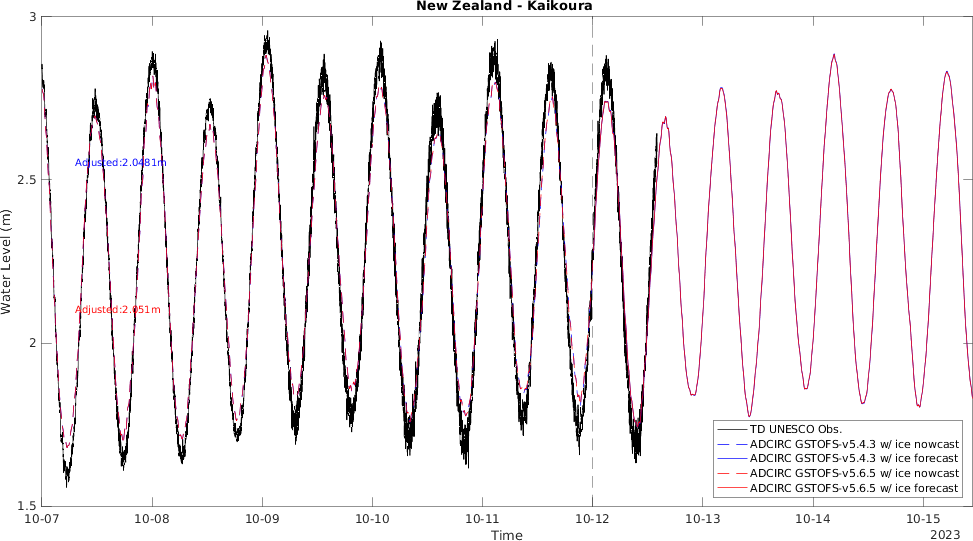 New Zealand - Kaikoura
3
2.5
2
1.5
Water Level (m)
Adjusted:2.0481m
Adjusted:2.051m
TD UNESCO Obs.
ADCIRC GSTOFS-v5.4.3 w/ ice nowcast
ADCIRC GSTOFS-v5.4.3 w/ ice forecast
ADCIRC GSTOFS-v5.6.5 w/ ice nowcast
ADCIRC GSTOFS-v5.6.5 w/ ice forecast
10-07 10-08 10-09 10-10 10-11 10-12 10-13 10-14 10-15
Time
2023